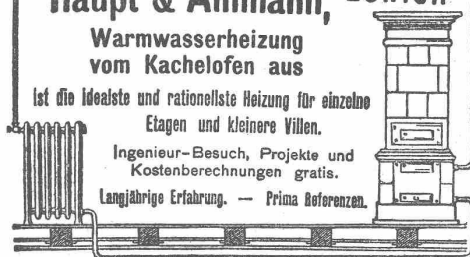 Haupt & Ammann,
Warmwasserheizung
vom Kachelofen aus
ist die idealste und rationellste Heizung für einzelne
Etagen und kleinere Villen.
Ingenieur-Besuch, Projekte und
Kostenberechnungen gratis.
Langjährige Erfahrung. — Prima Referenzen.